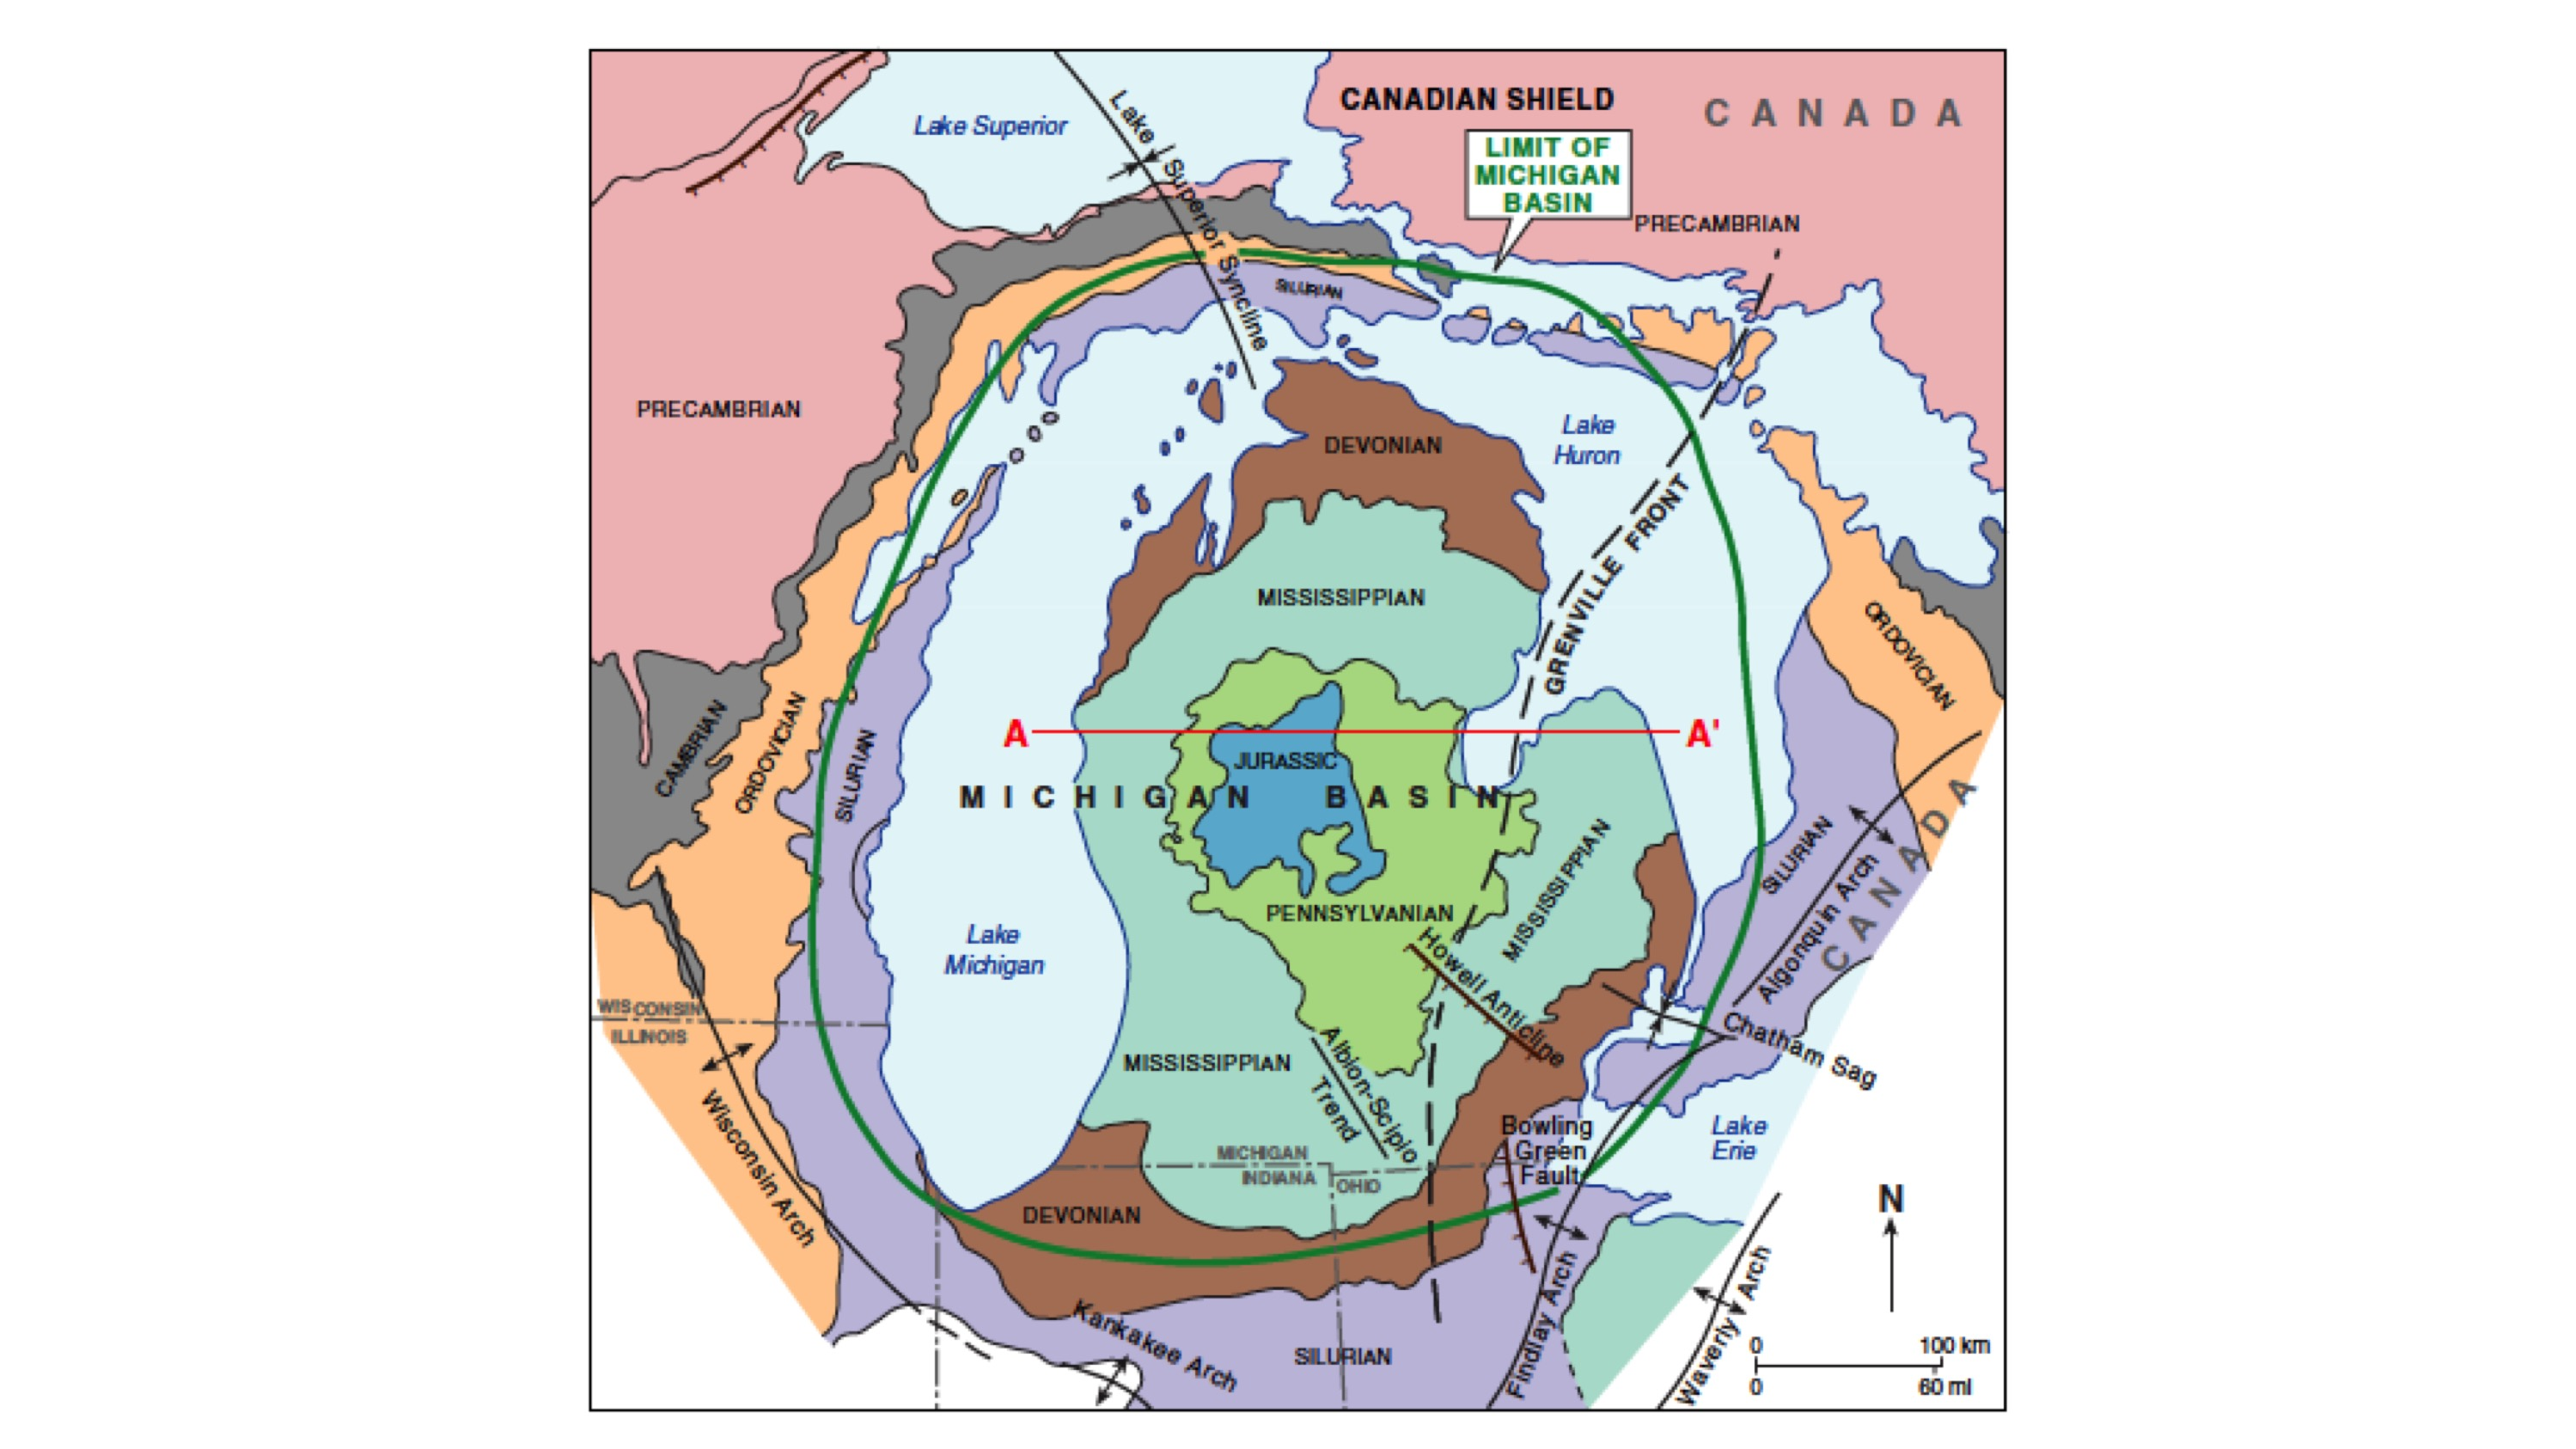 CANADIAN SHIELD
CANADA
Lake Superior
Lake Superior Syncline
LIMIT OF
MICHIGAN
BASIN
PRECAMBRIAN
SILURIAN
PRECAMBRIAN
DEVONIAN
Lake
Huron
GRENVILLE FRONT
MISSISSIPPIAN
ORDOVICIAN
CAMBRIAN
ORDOVICIAN
SILURIAN
A
A'
JURASSIC
MICHIGAN BASIN
CANADA
SILURIAN
Algonquin Arch
MISSISSIPPIAN
PENNSYLVANIAN
Howell Anticline
Lake
Michigan
WISCONSIN
ILLINOIS
Chatham Sag
MISSISSIPPIAN
Albion-Scipio
Trend
Wisconsin Arch
Bowling
Green
Fault
Lake
Erie
MICHIGAN
INDIANA
OHIO
DEVONIAN
N
Kankakee Arch
SILURIAN
Findlay Arch
Waverly Arch
0 100 km
0 60 mi